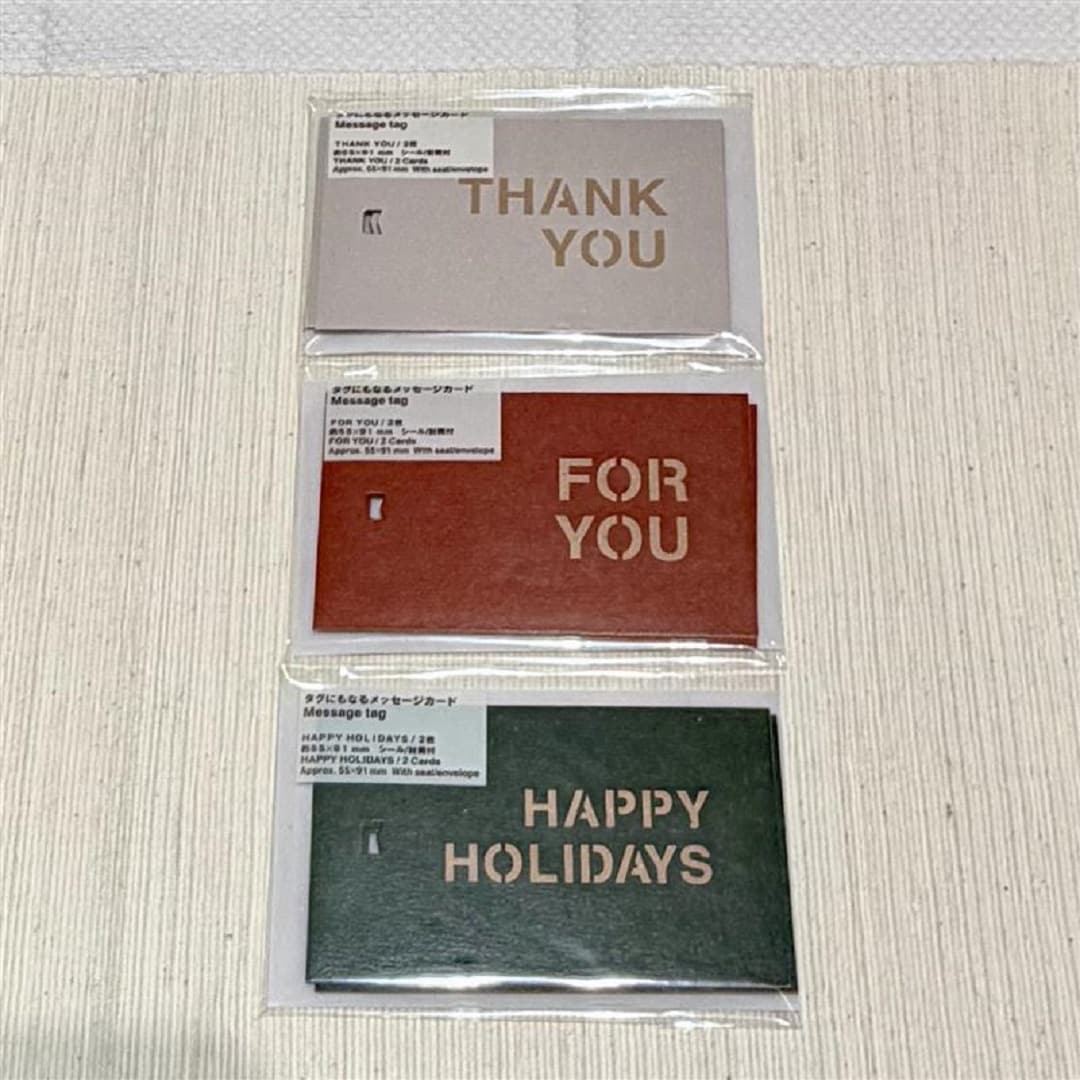 タグにもなるメッセージカード
Message tag
THANK YOU / 2枚
約55×91 mm シール/封筒付
THANK YOU / 2 Cards
Approx. 55×91 mm With seal/envelope
THANK
YOU
タグにもなるメッセージカード
Message tag
FOR YOU / 2枚
約55×91 mm シール/封筒付
FOR YOU / 2 Cards
Approx. 55×91 mm With seal/envelope
FOR
YOU
タグにもなるメッセージカード
Message tag
HAPPY HOLIDAYS / 2枚
約55×91 mm シール/封筒付
HAPPY HOLIDAYS / 2 Cards
Approx. 55×91 mm With seal/envelope
HAPPY
HOLIDAYS